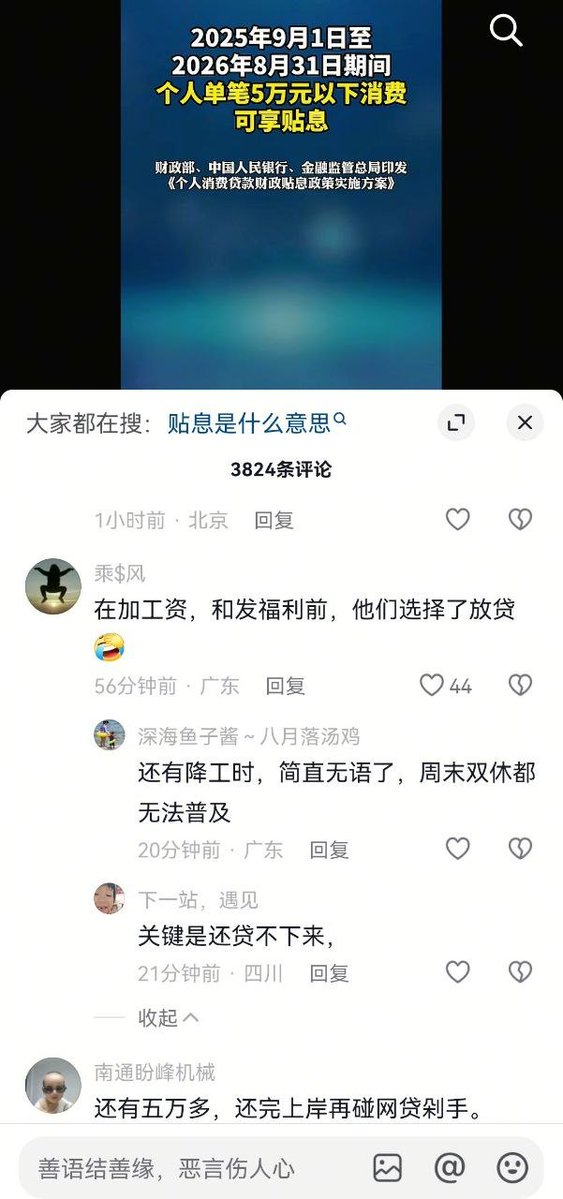 2025年9月1日至
2026年8月31日期间
个人单笔5万元以下消费
可享贴息
财政部、中国人民银行、金融监管总局印发
《个人消费贷款财政贴息政策实施方案》
大家都在搜：贴息是什么意思
3824条评论
1小时前 · 北京 回复
乘$风
在加工资，和发福利前，他们选择了放贷
56分钟前 · 广东 回复 44
深海鱼子酱～八月落汤鸡
还有降工时，简直无语了，周末双休都
无法普及
20分钟前 · 广东 回复
下一站，遇见
关键是还贷不下来，
21分钟前 · 四川 回复
收起
南通盼峰机械
还有五万多，还完上岸再碰网贷剁手。
善语结善缘，恶言伤人心